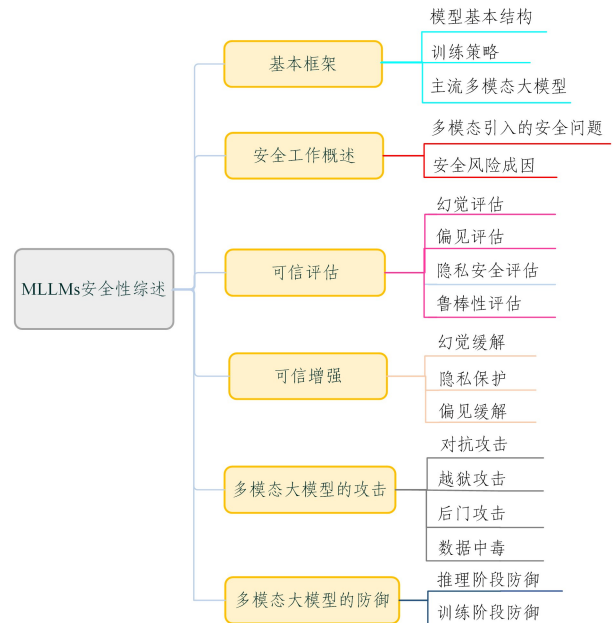 MLLMs安全性综述
基本框架
模型基本结构
训练策略
主流多模态大模型
安全工作概述
多模态引入的安全问题
安全风险成因
可信评估
幻觉评估
偏见评估
隐私安全评估
鲁棒性评估
可信增强
幻觉缓解
隐私保护
偏见缓解
多模态大模型的攻击
对抗攻击
越狱攻击
后门攻击
数据中毒
多模态大模型的防御
推理阶段防御
训练阶段防御